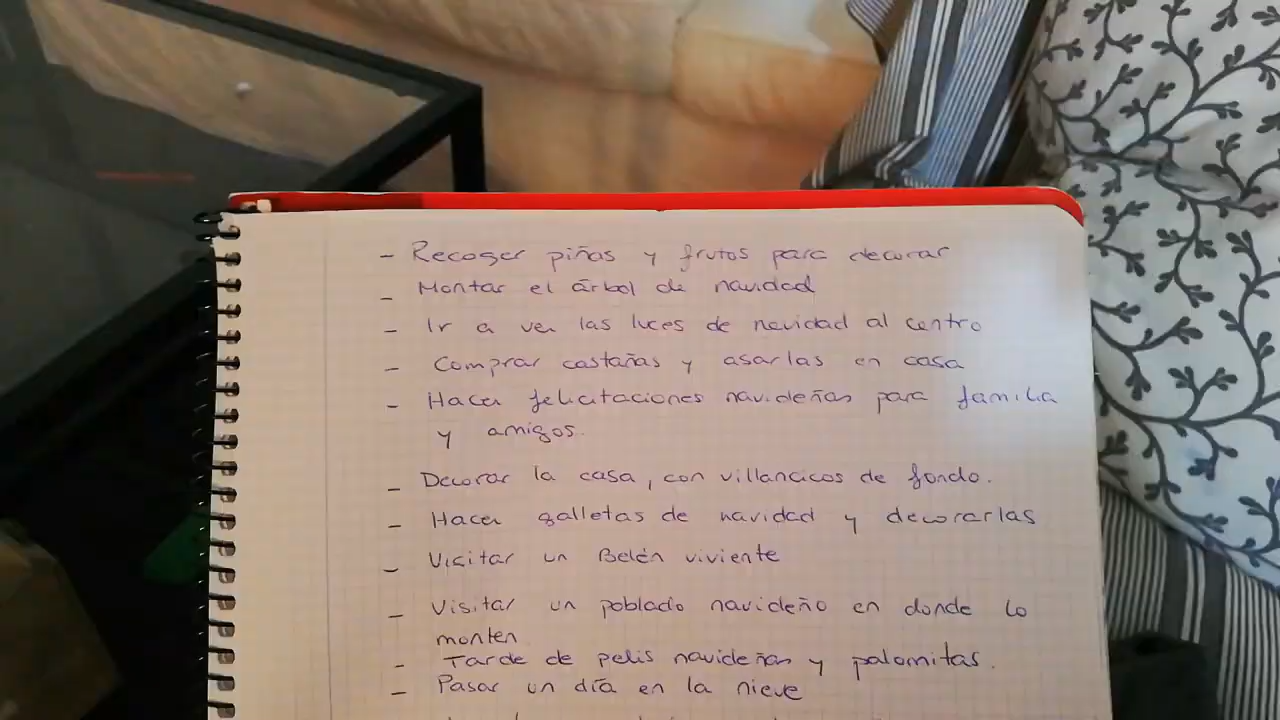 - Recoger piñas y frutos para decorar
- Montar el árbol de navidad
- Ir a ver las luces de navidad al centro
- Comprar castañas y asarlas en casa
- Hacer felicitaciones navideñas para familia
y amigos.
- Decorar la casa, con villancicos de fondo.
- Hacer galletas de navidad y decorarlas
- Visitar un Belén viviente
- Visitar un poblado navideño en donde lo
monten
- Tarde de pelis navideñas y palomitas.
- Pasar un día en la nieve